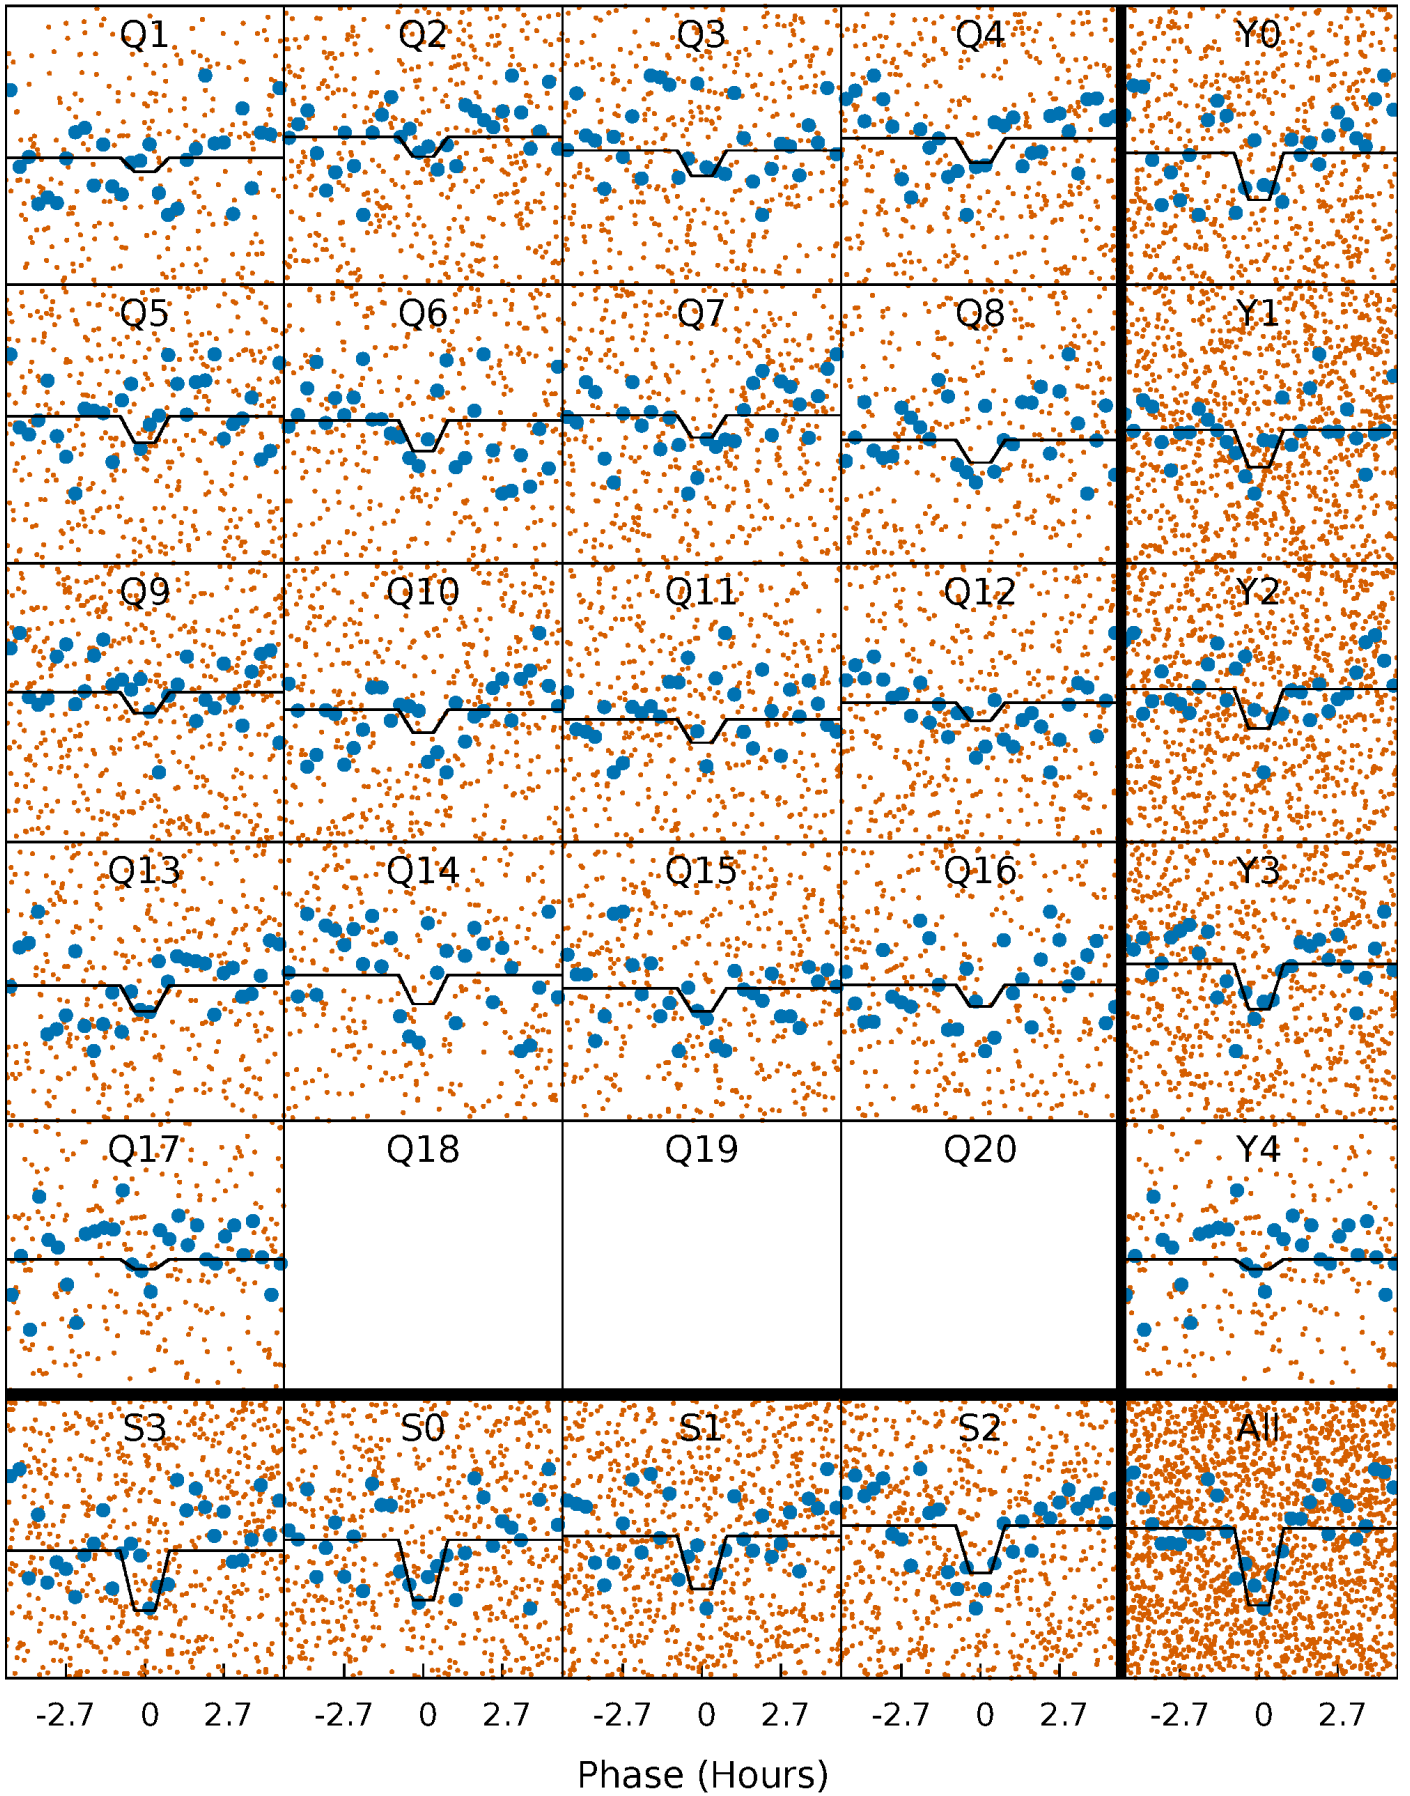 Q1 Q2 Q3 Q4 Y0
Q5 Q6 Q7 Q8 Y1
Q9 Q10 Q11 Q12 Y2
Q13 Q14 Q15 Q16 Y3
Q17 Q18 Q19 Q20 Y4
S3 S0 S1 S2 All
-2.7 0 2.7 -2.7 0 2.7 -2.7 0 2.7 -2.7 0 2.7 -2.7 0 2.7
Phase (Hours)